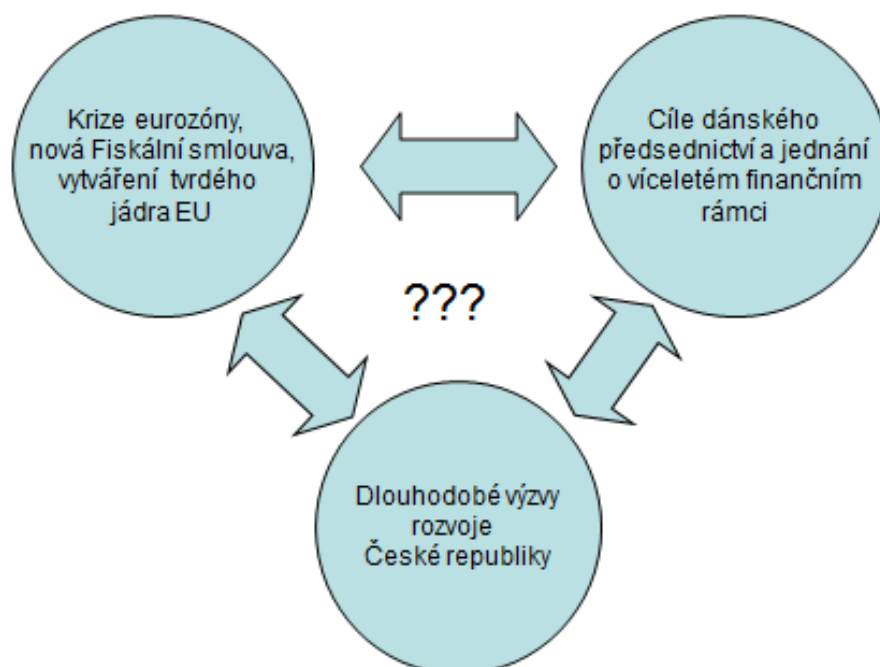 Krize eurozóny,
nová Fiskální smlouva,
vytváření tvrdého
jádra EU
Cíle dánského
předsednictví a jednání
o víceletém finančním
rámci
???
Dlouhodobé výzvy
rozvoje
České republiky